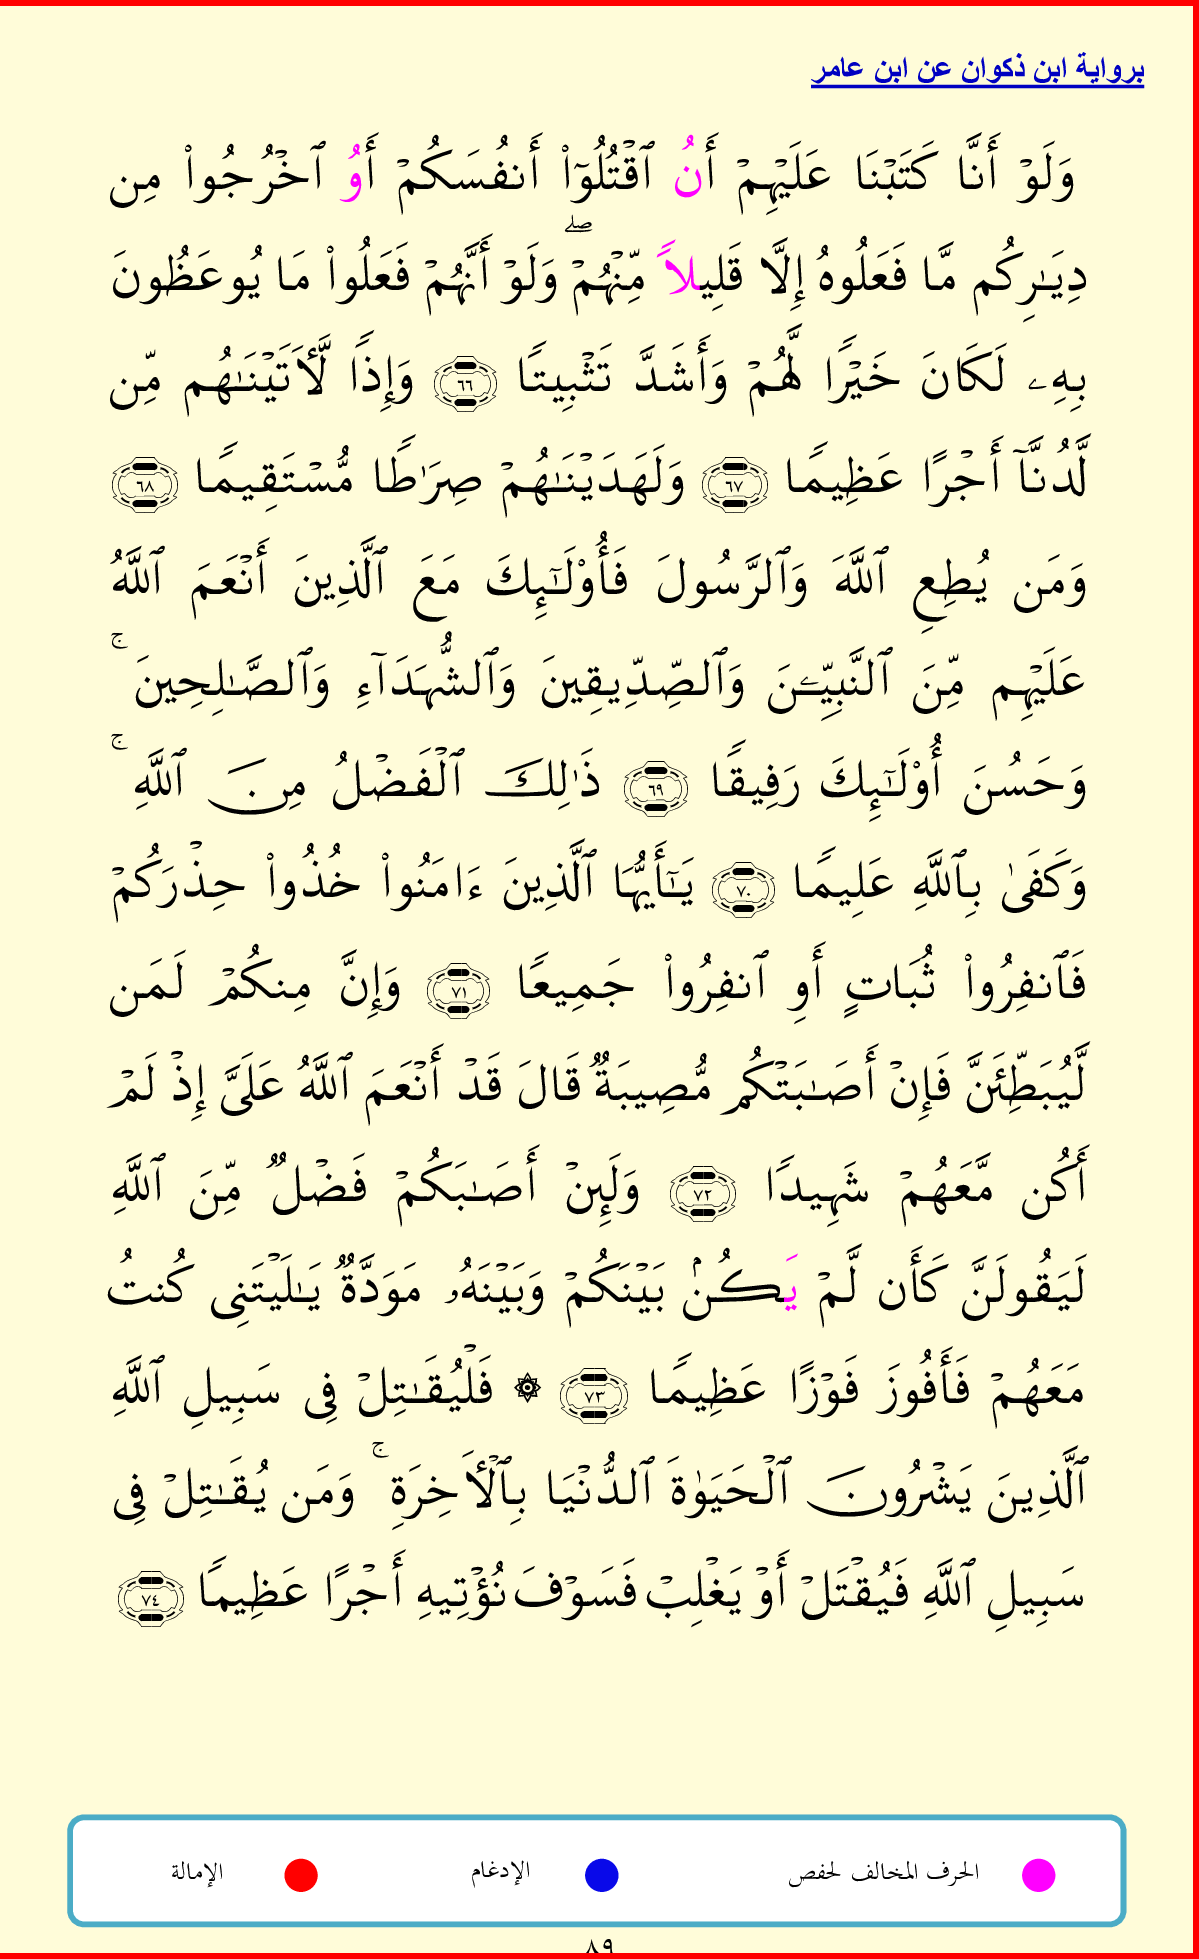 برواية ابن ذكوان عن ابن عامر
وَلَوۡ أَنَّا كَتَبۡنَا عَلَيۡهِمۡ أَنُ ٱقۡتُلُوٓاْ أَنفُسَكُمۡ أَوُ ٱخۡرُجُواْ مِن
دِيَٰرِكُم مَّا فَعَلُوهُ إِلَّا قَلِيلاً مِّنۡهُمۡۖ وَلَوۡ أَنَّهُمۡ فَعَلُواْ مَا يُوعَظُونَ
بِهِۦ لَكَانَ خَيۡرًا لَّهُمۡ وَأَشَدَّ تَثۡبِيتًا ٦٦ وَإِذًا لَّأٓتَيۡنَٰهُم مِّن
لَّدُنَّآ أَجۡرًا عَظِيمًا ٦٧ وَلَهَدَيۡنَٰهُمۡ صِرَٰطًا مُّسۡتَقِيمًا ٦٨
وَمَن يُطِعِ ٱللَّهَ وَٱلرَّسُولَ فَأُوْلَٰٓئِكَ مَعَ ٱلَّذِينَ أَنۡعَمَ ٱللَّهُ
عَلَيۡهِم مِّنَ ٱلنَّبِيِّـۧنَ وَٱلصِّدِّيقِينَ وَٱلشُّهَدَآءِ وَٱلصَّٰلِحِينَۚ
وَحَسُنَ أُوْلَٰٓئِكَ رَفِيقًا ٦٩ ذَٰلِكَ ٱلۡفَضۡلُ مِنَ ٱللَّهِۚ
وَكَفَىٰ بِٱللَّهِ عَلِيمًا ٧٠ يَٰٓأَيُّهَا ٱلَّذِينَ ءَامَنُواْ خُذُواْ حِذۡرَكُمۡ
فَٱنفِرُواْ ثُبَاتٍ أَوِ ٱنفِرُواْ جَمِيعًا ٧١ وَإِنَّ مِنكُمۡ لَمَن
لَّيُبَطِّئَنَّ فَإِنۡ أَصَٰبَتۡكُم مُّصِيبَةٌ قَالَ قَدۡ أَنۡعَمَ ٱللَّهُ عَلَيَّ إِذۡ لَمۡ
أَكُن مَّعَهُمۡ شَهِيدًا ٧٢ وَلَئِنۡ أَصَٰبَكُمۡ فَضۡلٌ مِّنَ ٱللَّهِ
لَيَقُولَنَّ كَأَن لَّمۡ يَكُنۢ بَيۡنَكُمۡ وَبَيۡنَهُۥ مَوَدَّةٌ يَٰلَيۡتَنِي كُنتُ
مَعَهُمۡ فَأَفُوزَ فَوۡزًا عَظِيمًا ٧٣ ۞ فَلۡيُقَٰتِلۡ فِي سَبِيلِ ٱللَّهِ
ٱلَّذِينَ يَشۡرُونَ ٱلۡحَيَوٰةَ ٱلدُّنۡيَا بِٱلۡأٓخِرَةِۚ وَمَن يُقَٰتِلۡ فِي
سَبِيلِ ٱللَّهِ فَيُقۡتَلۡ أَوۡ يَغۡلِبۡ فَسَوۡفَ نُؤۡتِيهِ أَجۡرًا عَظِيمًا ٧٤
الحرف المخالف لحفص الإدغام الإمالة
٨٩